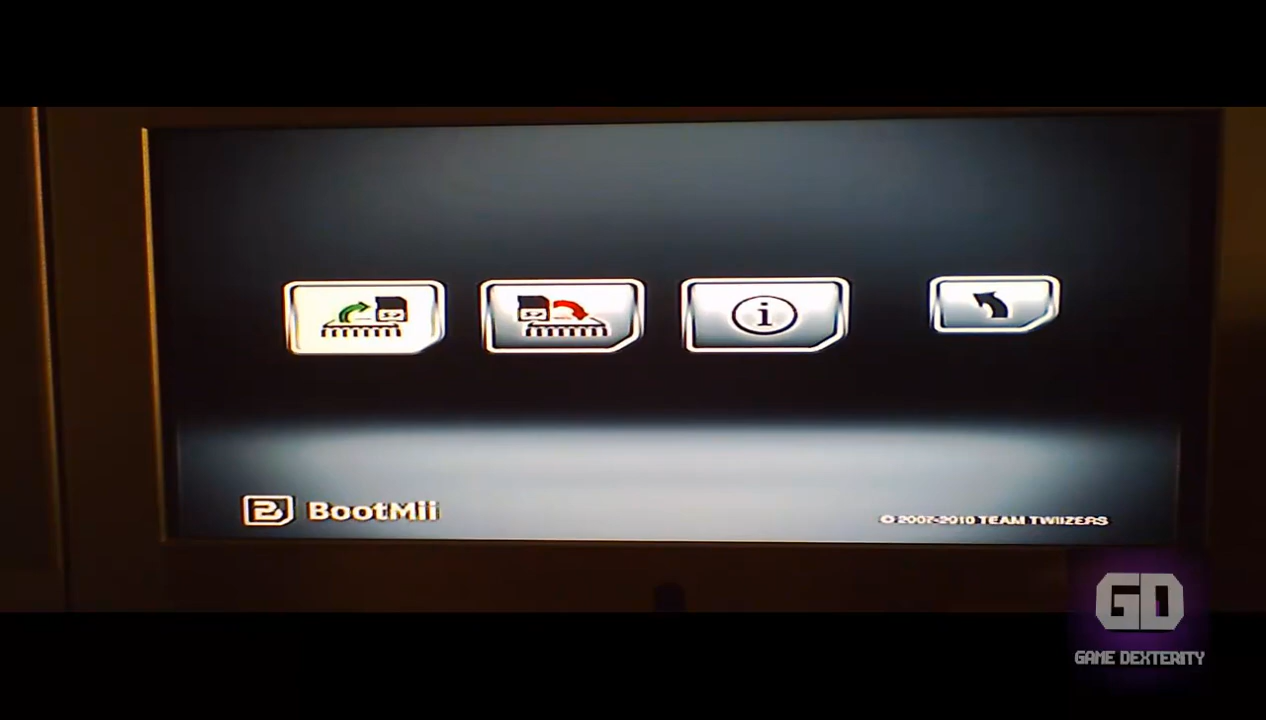 i
BootMii
© 2007-2010 TEAM TWIIZERS
GD
GAME DEXTERITY